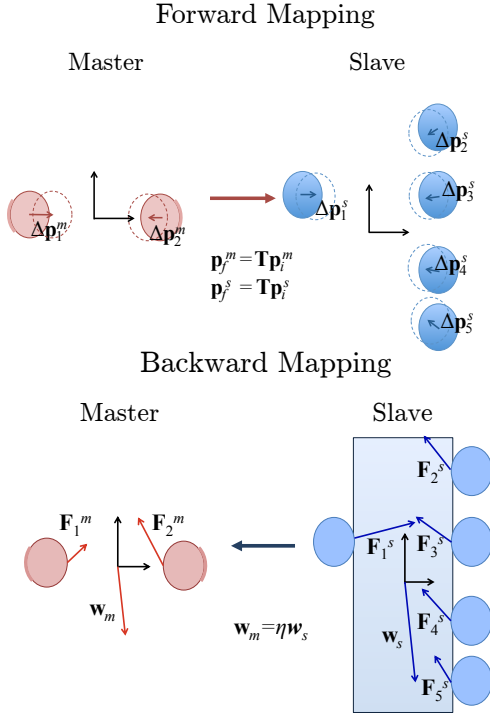 Forward Mapping
Master Slave
Δp₁ᵐ Δp₂ᵐ Δp₁ˢ Δp₂ˢ
Δp₃ˢ
p_fᵐ = Tp_iᵐ
p_fˢ = Tp_iˢ
Δp₄ˢ
Δp₅ˢ
Backward Mapping
Master Slave
F₁ᵐ F₂ᵐ
w_m
w_m = ηw_s
F₂ˢ
F₁ˢ F₃ˢ
w_s F₄ˢ
F₅ˢ